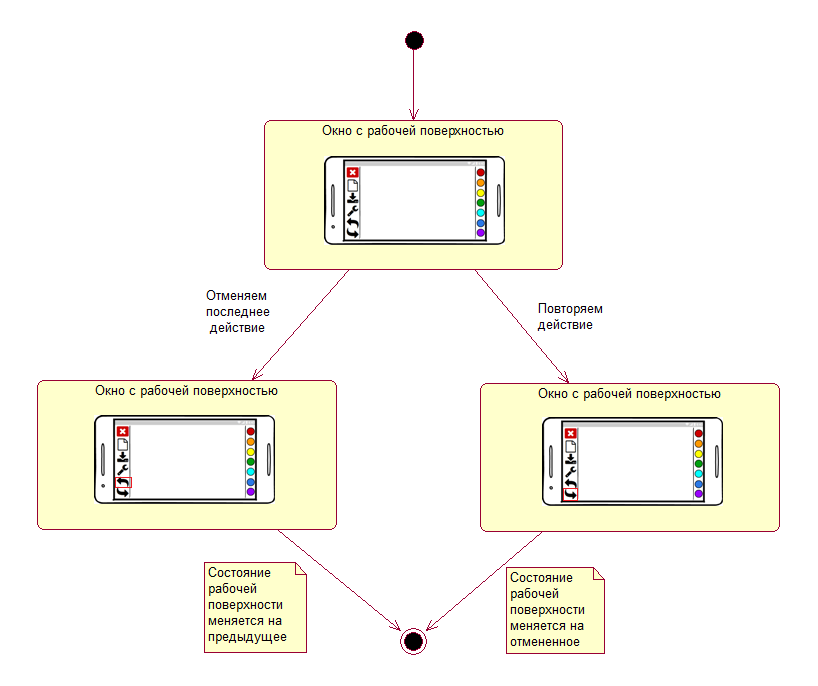 Окно с рабочей поверхностью
Отменяем
последнее
действие
Повторяем
действие
Окно с рабочей поверхностью
Окно с рабочей поверхностью
Состояние
рабочей
поверхности
меняется на
предыдущее
Состояние
рабочей
поверхности
меняется на
отмененное